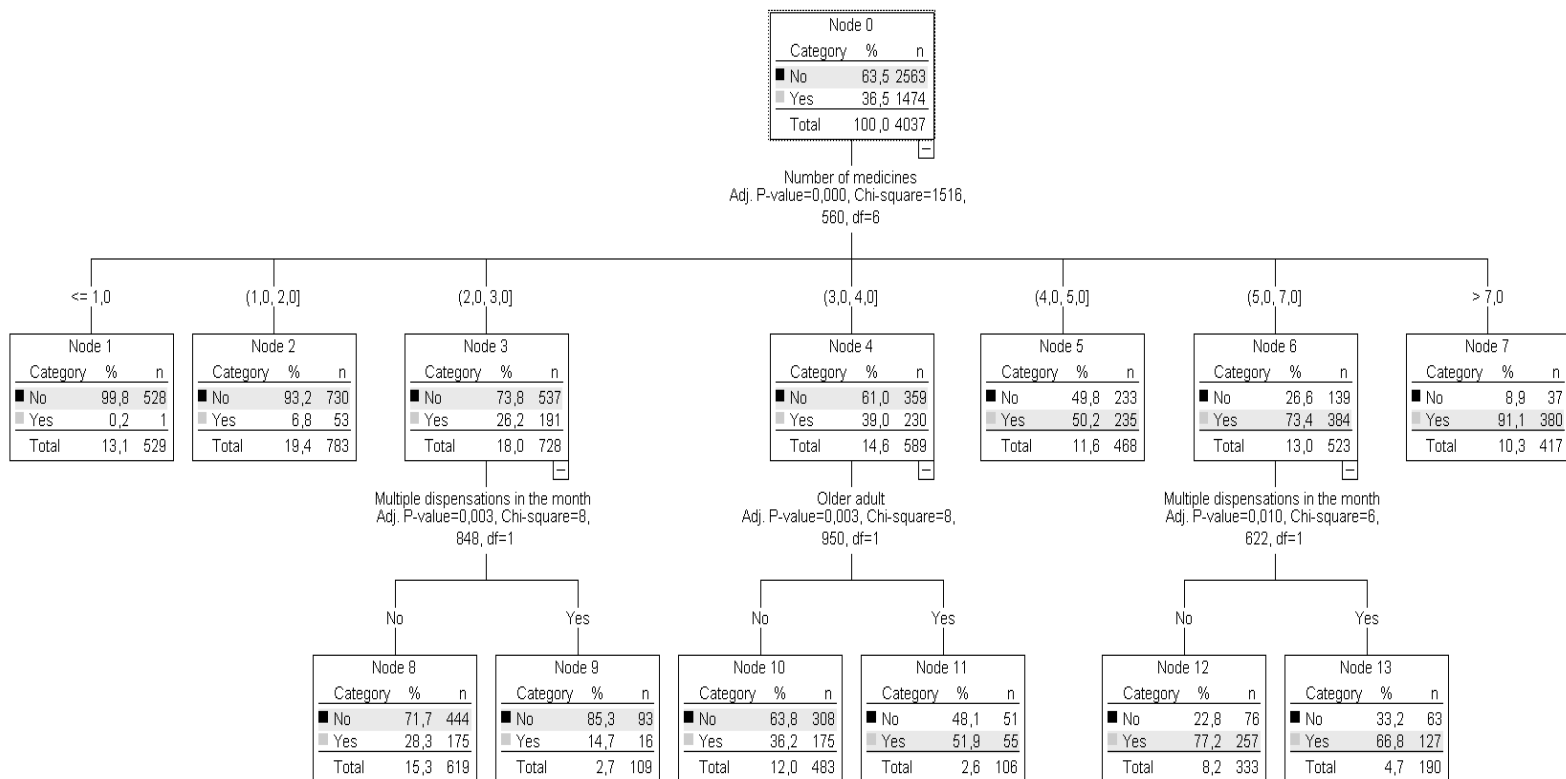 Node 0
Category % n
No 63,5 2563
Yes 36,5 1474
Total 100,0 4037
Number of medicines
Adj. P-value=0,000, Chi-square=1516,
560, df=6
<= 1,0
(1,0, 2,0]
(2,0, 3,0]
(3,0, 4,0]
(4,0, 5,0]
(5,0, 7,0]
> 7,0
Node 1
Category % n
No 99,8 528
Yes 0,2 1
Total 13,1 529
Node 2
Category % n
No 93,2 730
Yes 6,8 53
Total 19,4 783
Node 3
Category % n
No 73,8 537
Yes 26,2 191
Total 18,0 728
Node 4
Category % n
No 61,0 359
Yes 39,0 230
Total 14,6 589
Node 5
Category % n
No 49,8 233
Yes 50,2 235
Total 11,6 468
Node 6
Category % n
No 26,6 139
Yes 73,4 384
Total 13,0 523
Node 7
Category % n
No 8,9 37
Yes 91,1 380
Total 10,3 417
Multiple dispensations in the month
Adj. P-value=0,003, Chi-square=8,
848, df=1
Older adult
Adj. P-value=0,003, Chi-square=8,
950, df=1
Multiple dispensations in the month
Adj. P-value=0,010, Chi-square=6,
622, df=1
No
Yes
No
Yes
No
Yes
Node 8
Category % n
No 71,7 444
Yes 28,3 175
Total 15,3 619
Node 9
Category % n
No 85,3 93
Yes 14,7 16
Total 2,7 109
Node 10
Category % n
No 63,8 308
Yes 36,2 175
Total 12,0 483
Node 11
Category % n
No 48,1 51
Yes 51,9 55
Total 2,6 106
Node 12
Category % n
No 22,8 76
Yes 77,2 257
Total 8,2 333
Node 13
Category % n
No 33,2 63
Yes 66,8 127
Total 4,7 190